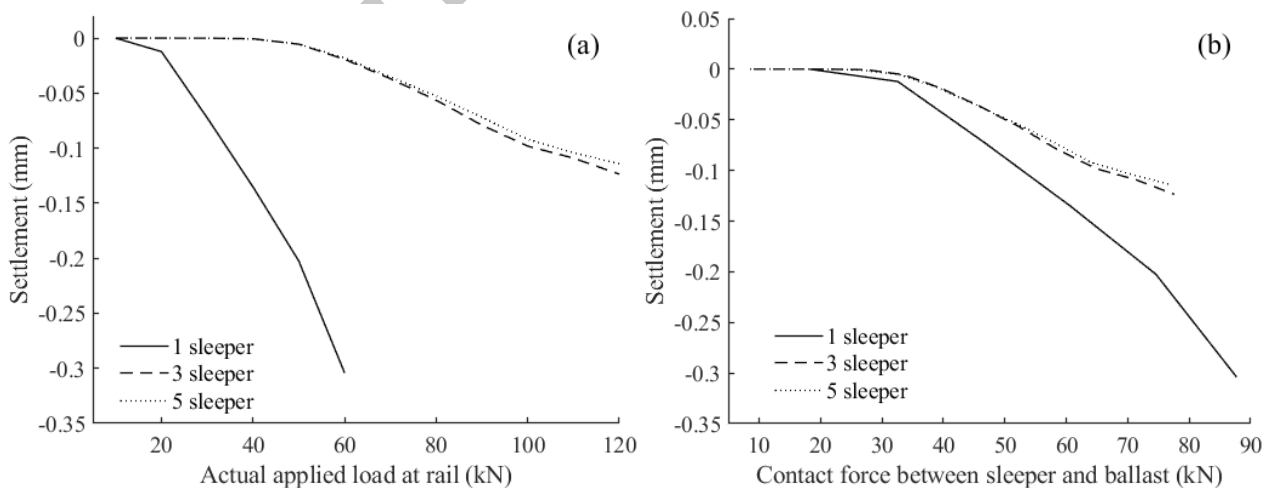 (a)
0
-0.05
-0.1
-0.15
-0.2
-0.25
-0.3
-0.35
Settlement (mm)
1 sleeper
3 sleeper
5 sleeper
20 40 60 80 100 120
Actual applied load at rail (kN)
(b)
0.05
0
-0.05
-0.1
-0.15
-0.2
-0.25
-0.3
-0.35
Settlement (mm)
1 sleeper
3 sleeper
5 sleeper
10 20 30 40 50 60 70 80 90
Contact force between sleeper and ballast (kN)